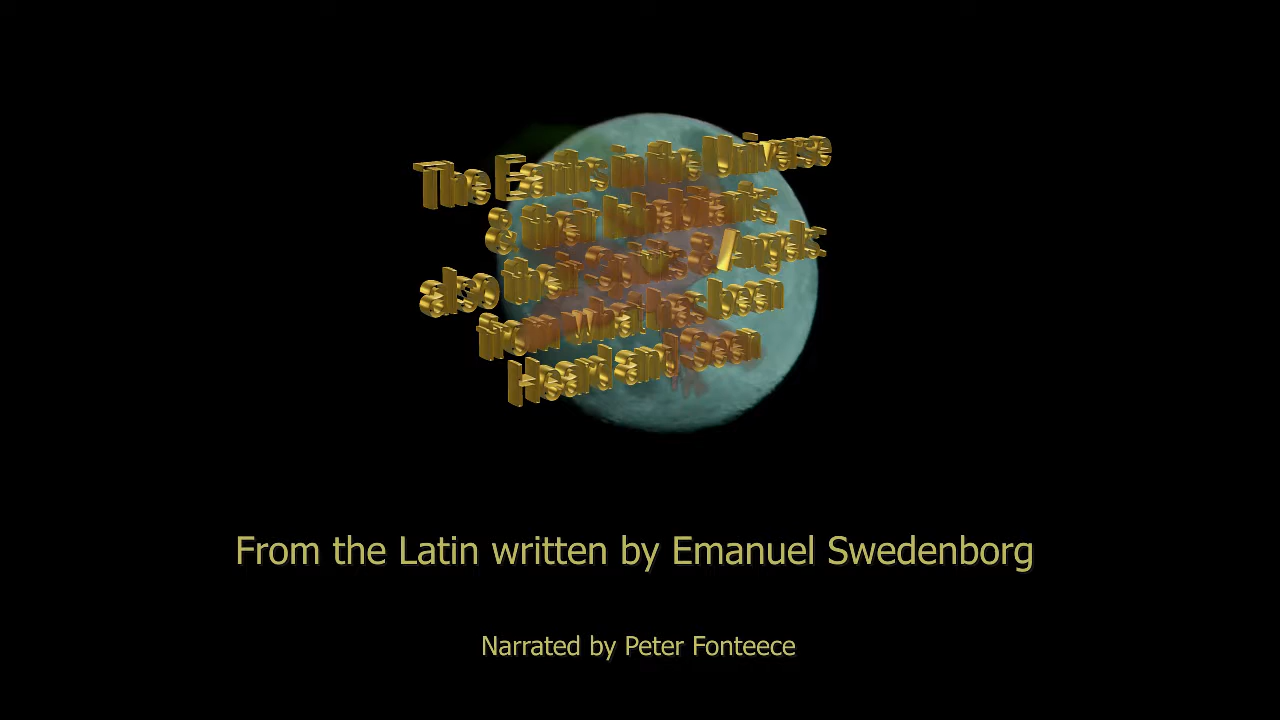 The Earths in the Universe
& their Inhabitants
also their Spirits & Angels
from what has been
Heard and Seen
From the Latin written by Emanuel Swedenborg
Narrated by Peter Fonteece